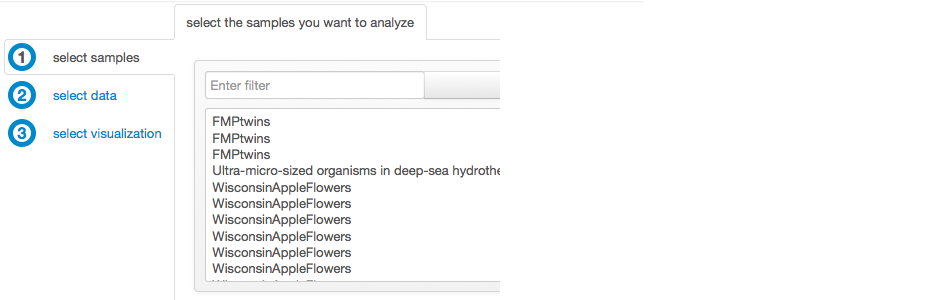 select the samples you want to analyze
1 select samples
2 select data
3 select visualization
Enter filter
FMPtwins
FMPtwins
FMPtwins
Ultra-micro-sized organisms in deep-sea hydrothe
WisconsinAppleFlowers
WisconsinAppleFlowers
WisconsinAppleFlowers
WisconsinAppleFlowers
WisconsinAppleFlowers
WisconsinAppleFlowers